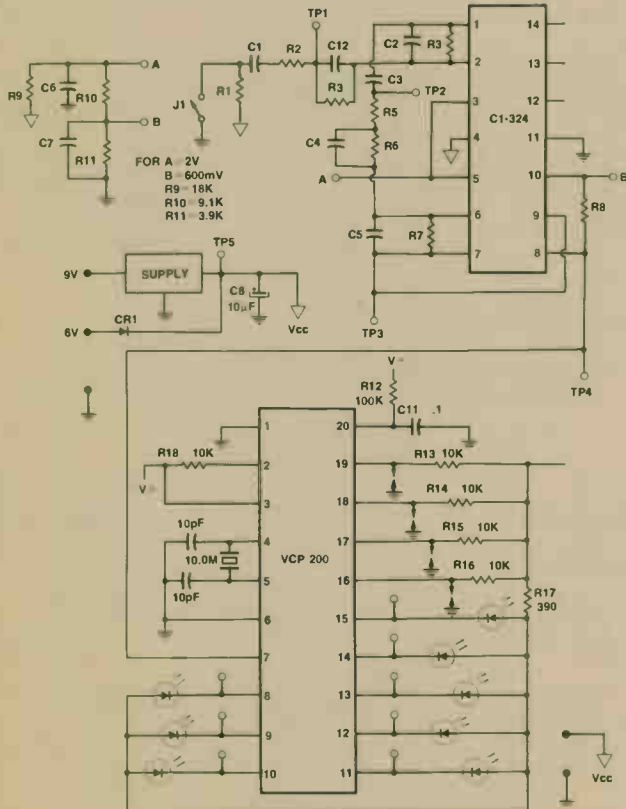 TP1
C1
R2
C12
C2
R3
R3
C3
TP2
R5
R6
C4
A
C5
R7
TP3
1
2
3
4
5
6
7
C1-324
14
13
12
11
10
9
8
B
R8
TP4
R9
C6
R10
A
B
C7
R11
J1
R1
FOR A = 2V
B = 600mV
R9 = 18K
R10 = 9.1K
R11 = 3.9K
TP5
9V
SUPPLY
C8
10µF
Vcc
6V
CR1
R18 10K
10pF
10.0M
10pF
1
2
3
4
5
6
7
8
9
10
VCP 200
20
19
18
17
16
15
14
13
12
11
R12
100K
C11 .1
R13 10K
R14 10K
R15 10K
R16 10K
R17
390
Vcc